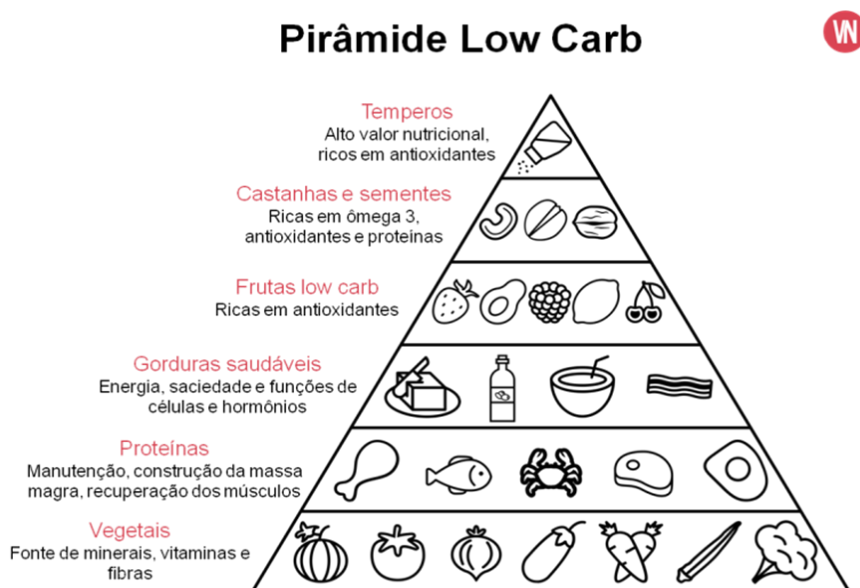 Pirâmide Low Carb
VN
Temperos
Alto valor nutricional,
ricos em antioxidantes
Castanhas e sementes
Ricas em ômega 3,
antioxidantes e proteínas
Frutas low carb
Ricas em antioxidantes
Gorduras saudáveis
Energia, saciedade e funções de
células e hormônios
Proteínas
Manutenção, construção da massa
magra, recuperação dos músculos
Vegetais
Fonte de minerais, vitaminas e
fibras